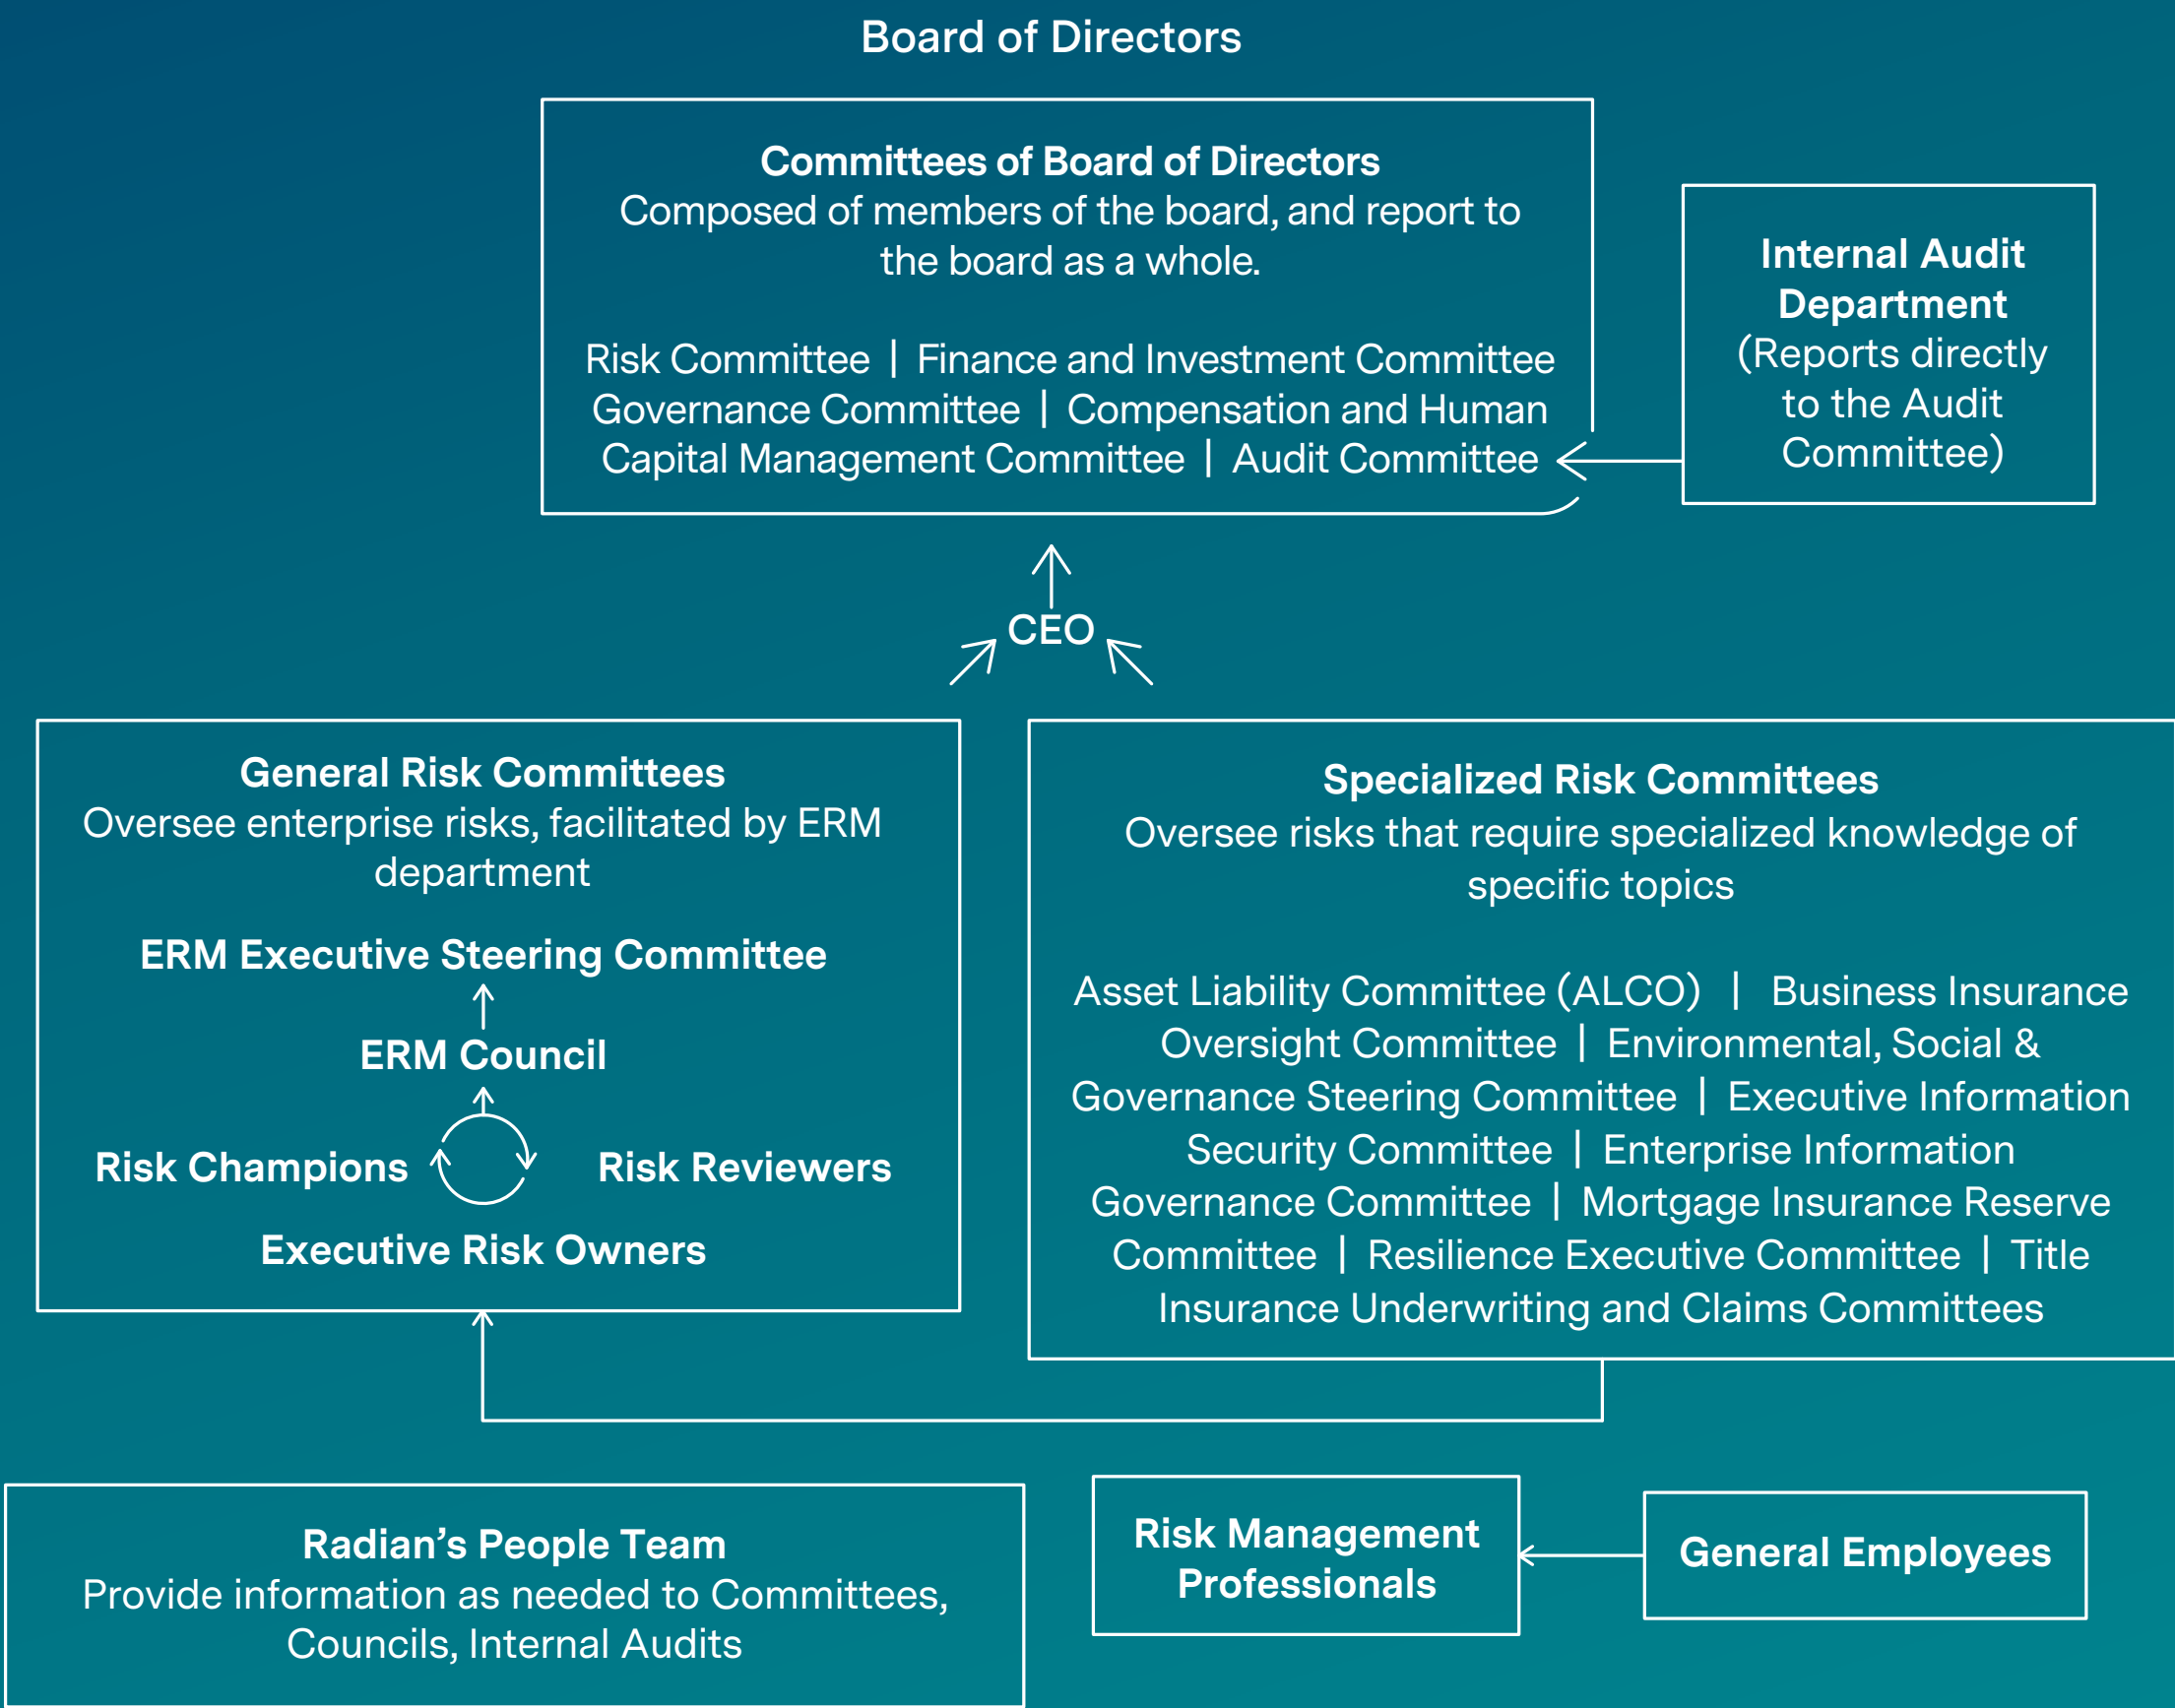 Board of Directors
Committees of Board of Directors
Composed of members of the board, and report to
the board as a whole.
Risk Committee | Finance and Investment Committee
Governance Committee | Compensation and Human
Capital Management Committee | Audit Committee
Internal Audit
Department
(Reports directly
to the Audit
Committee)
CEO
General Risk Committees
Oversee enterprise risks, facilitated by ERM
department
ERM Executive Steering Committee
ERM Council
Risk Champions
Risk Reviewers
Executive Risk Owners
Specialized Risk Committees
Oversee risks that require specialized knowledge of
specific topics
Asset Liability Committee (ALCO) | Business Insurance
Oversight Committee | Environmental, Social &
Governance Steering Committee | Executive Information
Security Committee | Enterprise Information
Governance Committee | Mortgage Insurance Reserve
Committee | Resilience Executive Committee | Title
Insurance Underwriting and Claims Committees
Radian’s People Team
Provide information as needed to Committees,
Councils, Internal Audits
Risk Management
Professionals
General Employees